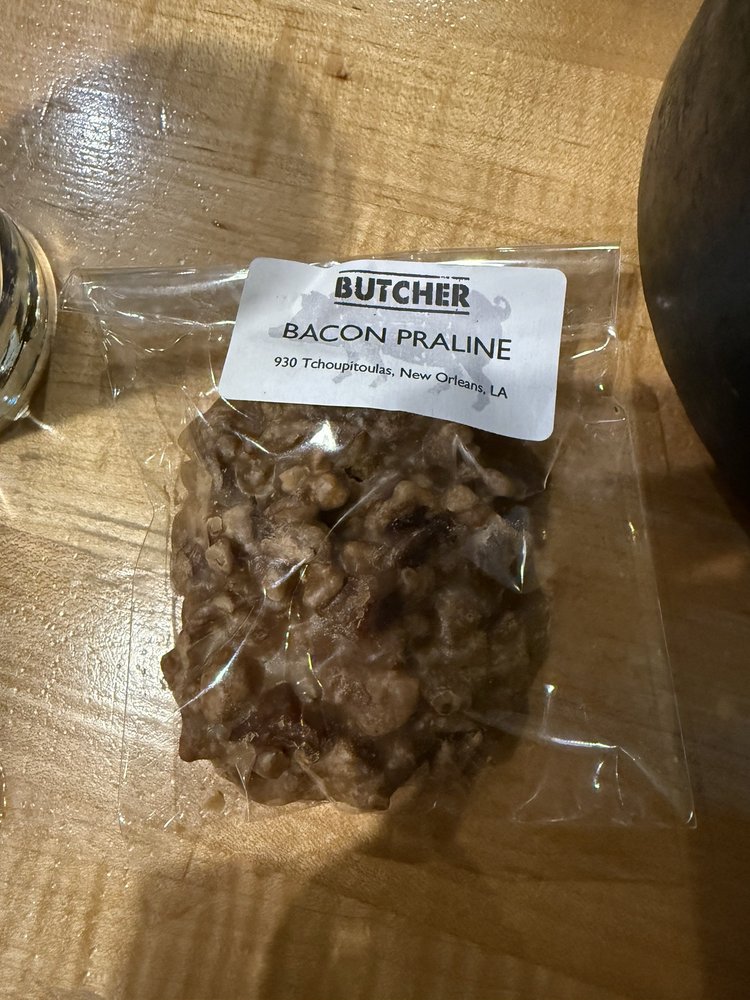 BUTCHER
BACON PRALINE
930 Tchoupitoulas, New Orleans, LA